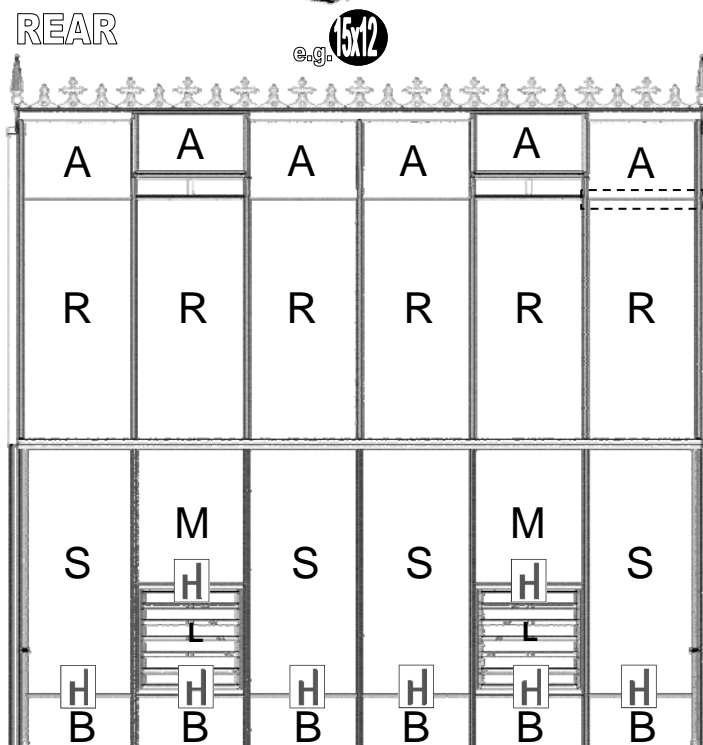 REAR
e.g. 15x12
A A A A A A
R R R R R R
M M
S S S S
H H
L L
H H H H H H
B B B B B B